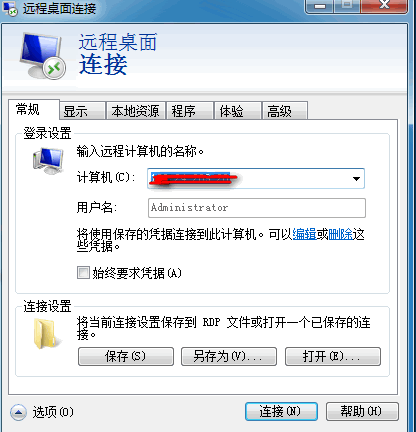 远程桌面连接
远程桌面
连接
常规 显示 本地资源 程序 体验 高级
登录设置
输入远程计算机的名称。
计算机(C):
用户名: Administrator
将使用保存的凭据连接到此计算机。可以编辑或删除这
些凭据。
始终要求凭据(A)
连接设置
将当前连接设置保存到 RDP 文件或打开一个已保存的连
接。
保存(S) 另存为(V)... 打开(E)...
选项(O) 连接(N) 帮助(H)